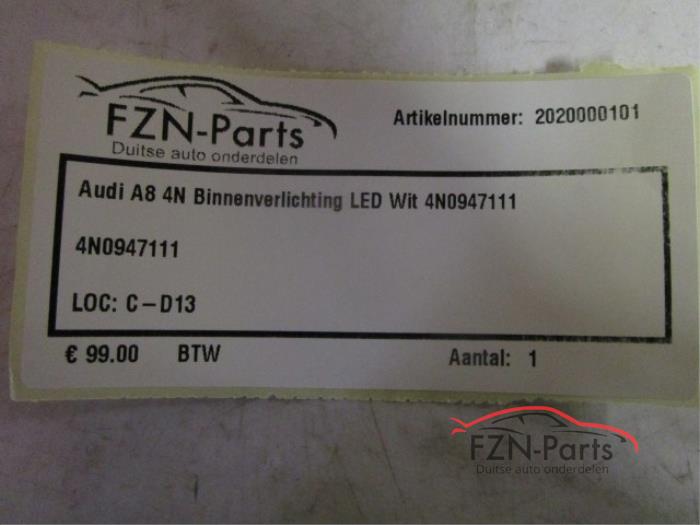 FZN-Parts
Duitse auto onderdelen
Artikelnummer: 2020000101
Audi A8 4N Binnenverlichting LED Wit 4N0947111
4N0947111
LOC: C-D13
€ 99.00 BTW Aantal: 1
FZN-Parts
Duitse auto onderdelen